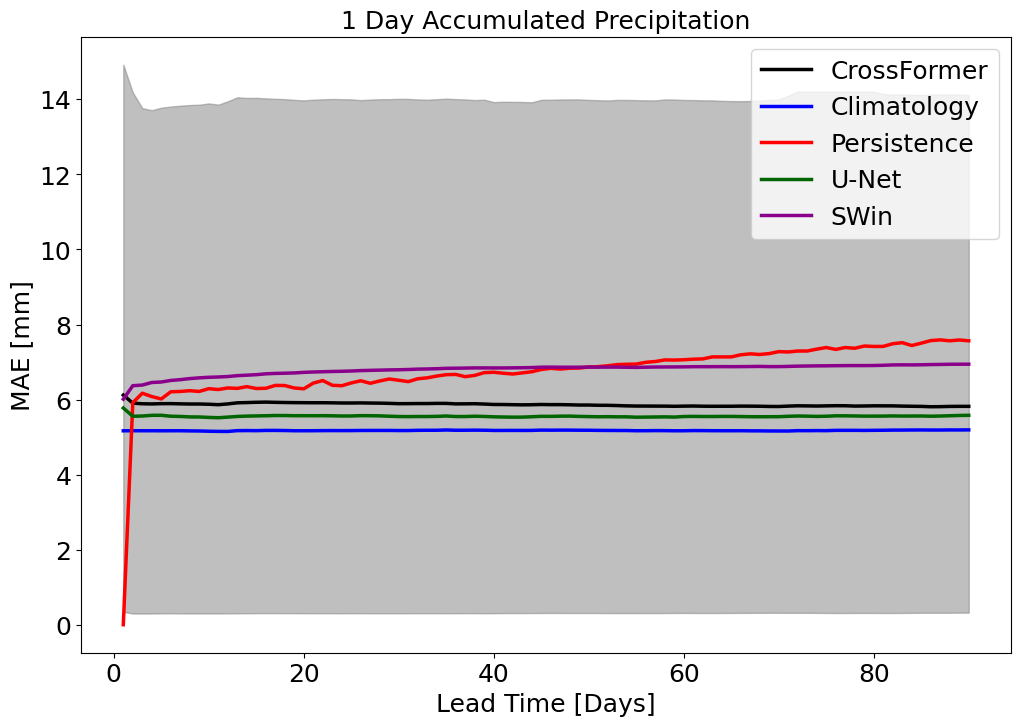 1 Day Accumulated Precipitation
CrossFormer
Climatology
Persistence
U-Net
SWin
MAE [mm]
14
12
10
8
6
4
2
0
0 20 40 60 80
Lead Time [Days]